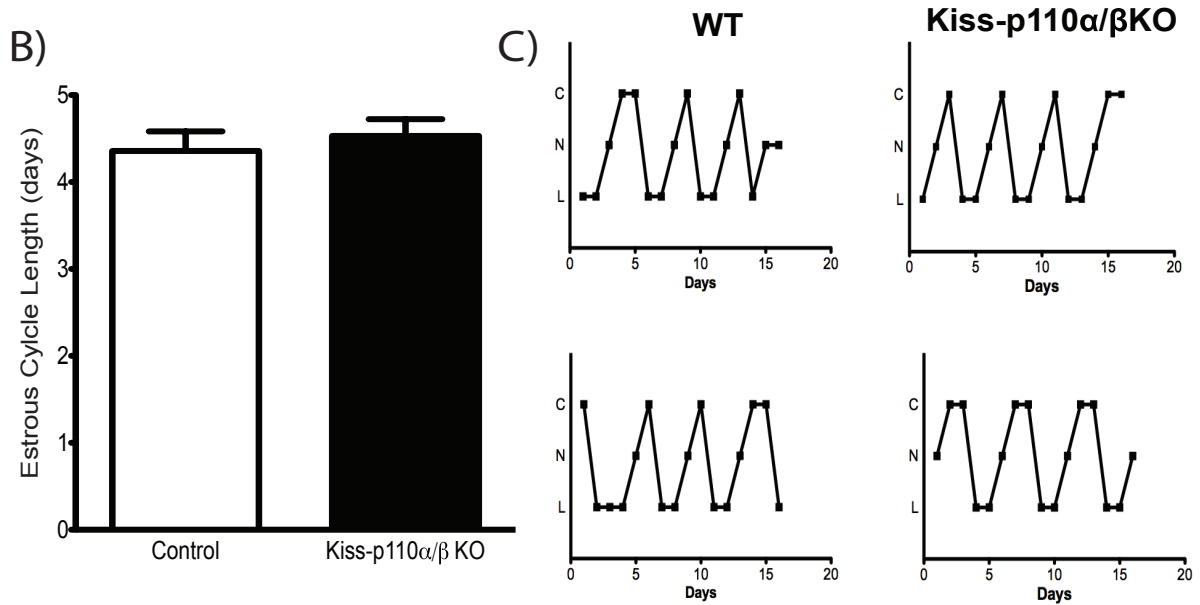 B)
Estrous Cylcle Length (days)
5
4
3
2
1
0
Control
Kiss-p110α/β KO
C)
WT
C
N
L
0 5 10 15 20
Days
Kiss-p110α/βKO
C
N
L
0 5 10 15 20
Days
C
N
L
0 5 10 15 20
Days
C
N
L
0 5 10 15 20
Days